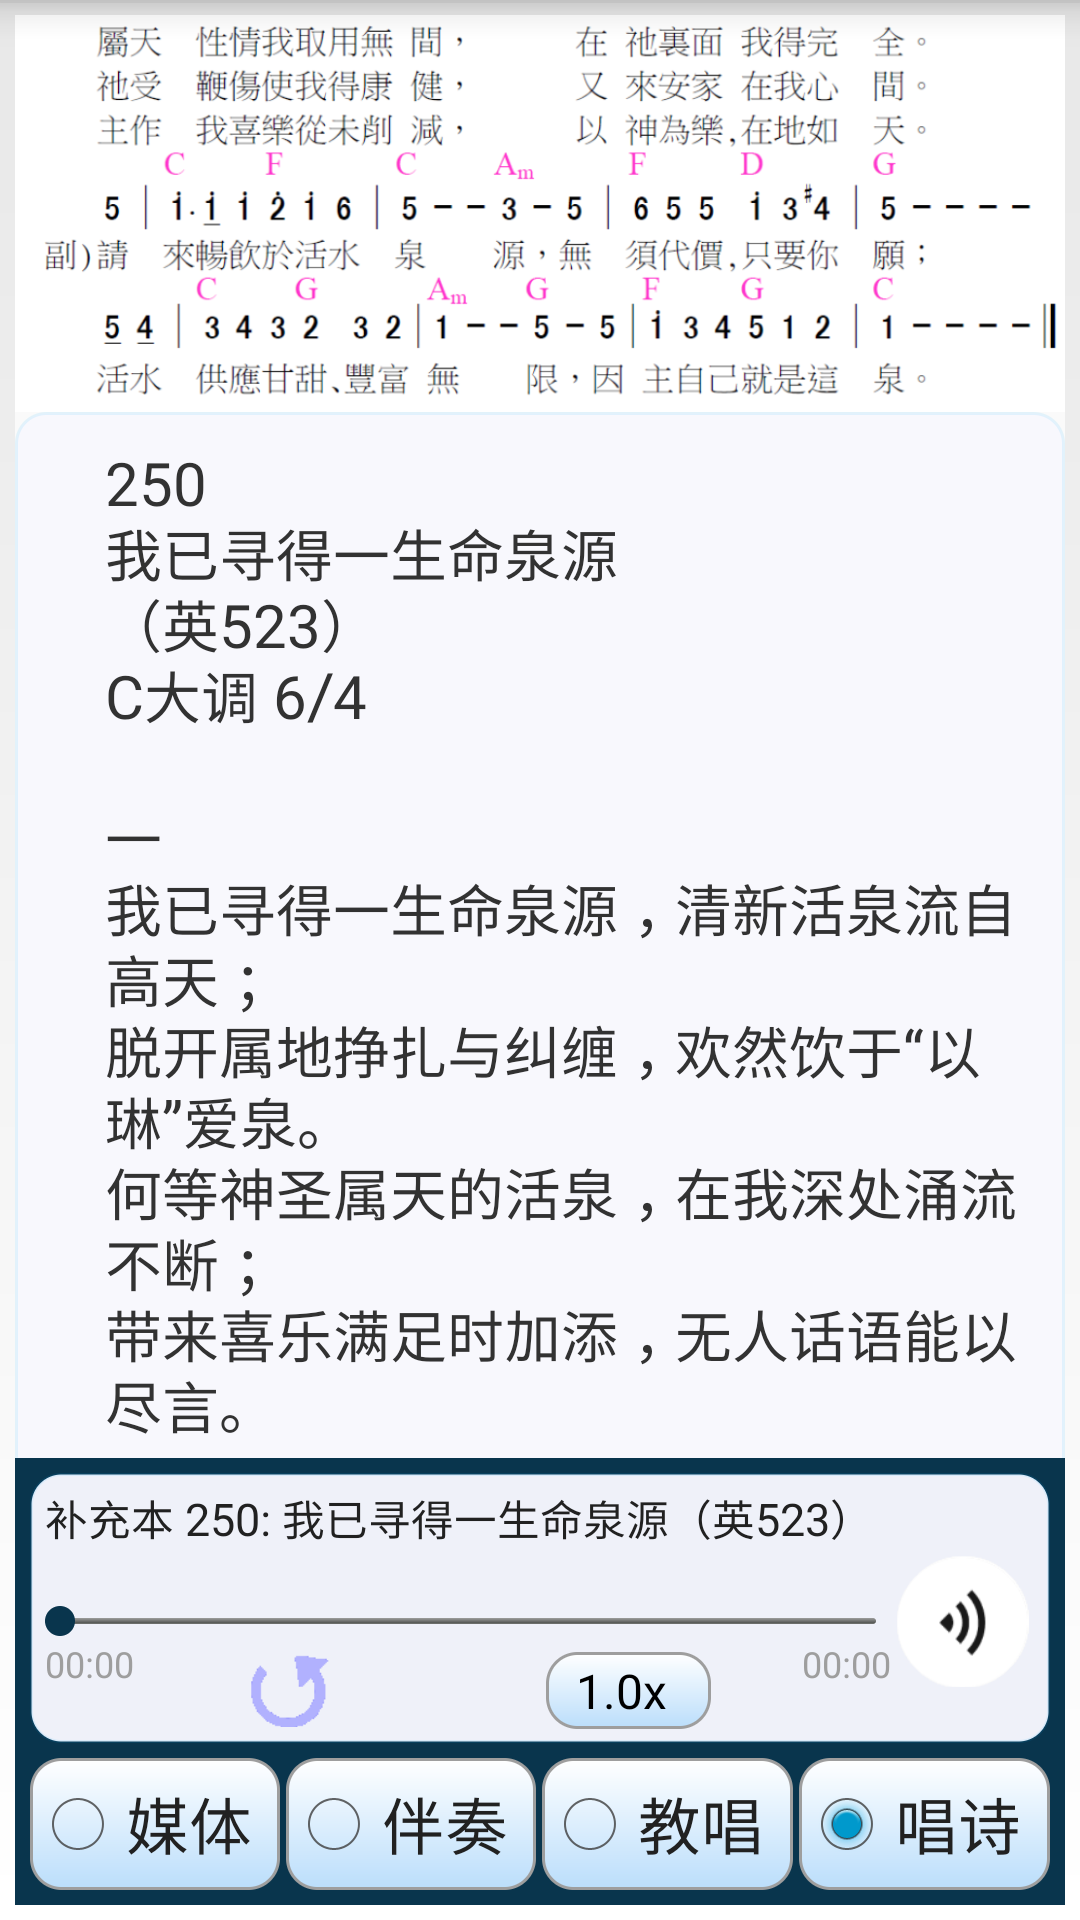 屬天 性情我取用無 間， 在 祂裏面 我得完 全。
祂受 鞭傷使我得康 健， 又 來安家 在我心 間。
主作 我喜樂從未削 減， 以 神為樂,在地如 天。
C F C Am F D G
5 | i· i i 2 i 6 | 5 – – 3 – 5 | 6 5 5 i 3 #4 | 5 – – – –
副)請 來暢飲於活水 泉 源，無 須代價,只要你 願；
C G Am G F G C
5 4 | 3 4 3 2 3 2 | 1 – – 5 – 5 | i 3 4 5 1 2 | 1 – – – – ‖
活水 供應甘甜、豐富 無 限，因 主自己就是這 泉。
250
我已寻得一生命泉源
（英523）
C大调 6/4
一
我已寻得一生命泉源，清新活泉流自
高天；
脱开属地挣扎与纠缠，欢然饮于“以
琳”爱泉。
何等神圣属天的活泉，在我深处涌流
不断；
带来喜乐满足时加添，无人话语能以
尽言。
补充本 250: 我已寻得一生命泉源（英523）
00:00 1.0x 00:00
媒体 伴奏 教唱 唱诗